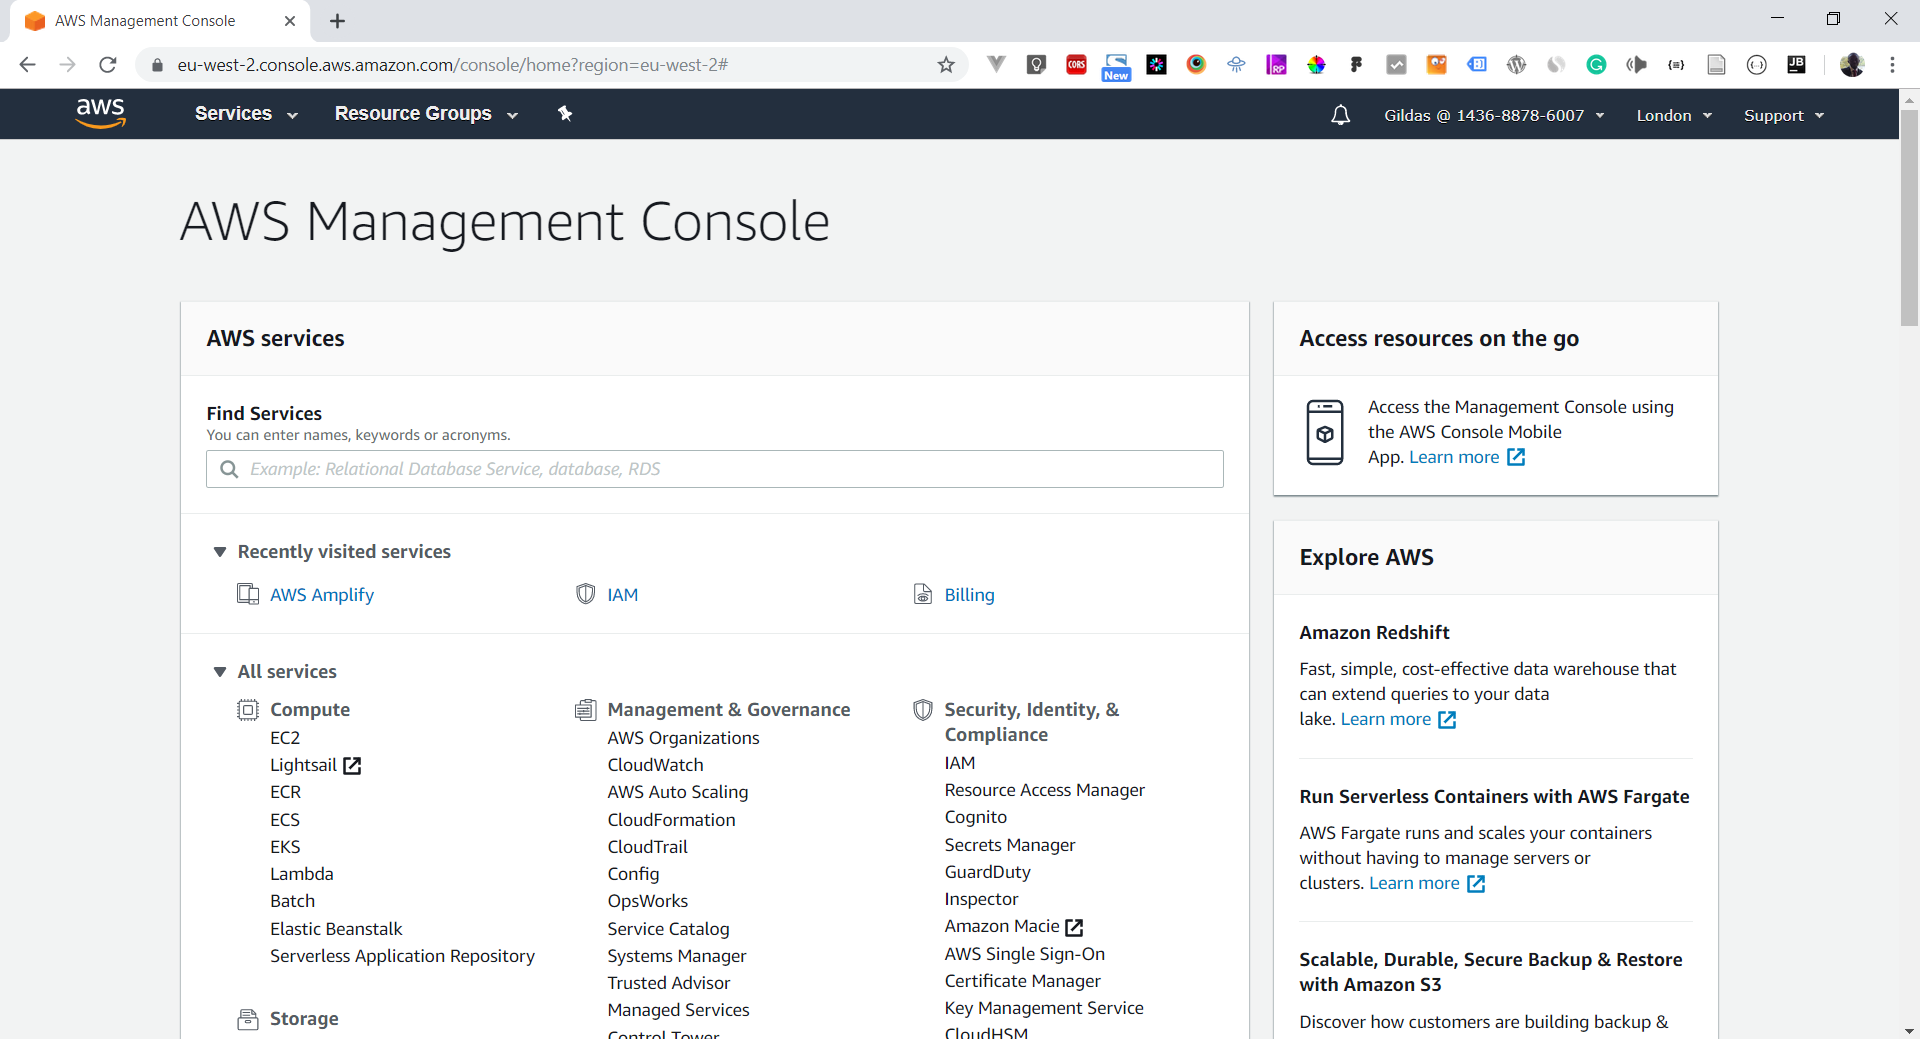 AWS Management Console
eu-west-2.console.aws.amazon.com/console/home?region=eu-west-2#
CORS
New
RP
JB
aws
Services
Resource Groups
Gildas @ 1436-8878-6007
London
Support
AWS Management Console
AWS services
Find Services
You can enter names, keywords or acronyms.
Example: Relational Database Service, database, RDS
Recently visited services
AWS Amplify
IAM
Billing
All services
Compute
EC2
Lightsail
ECR
ECS
EKS
Lambda
Batch
Elastic Beanstalk
Serverless Application Repository
Storage
Management & Governance
AWS Organizations
CloudWatch
AWS Auto Scaling
CloudFormation
CloudTrail
Config
OpsWorks
Service Catalog
Systems Manager
Trusted Advisor
Managed Services
Control Tower
Security, Identity, &
Compliance
IAM
Resource Access Manager
Cognito
Secrets Manager
GuardDuty
Inspector
Amazon Macie
AWS Single Sign-On
Certificate Manager
Key Management Service
CloudHSM
Access resources on the go
Access the Management Console using
the AWS Console Mobile
App. Learn more
Explore AWS
Amazon Redshift
Fast, simple, cost-effective data warehouse that
can extend queries to your data
lake. Learn more
Run Serverless Containers with AWS Fargate
AWS Fargate runs and scales your containers
without having to manage servers or
clusters. Learn more
Scalable, Durable, Secure Backup & Restore
with Amazon S3
Discover how customers are building backup &